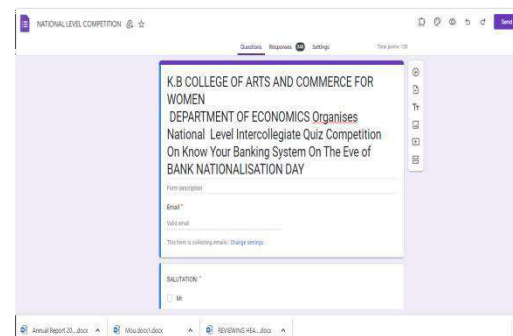 NATIONAL LEVEL COMPETITION
Send
Questions Responses 248 Settings
Total points: 125
K.B COLLEGE OF ARTS AND COMMERCE FOR
WOMEN
DEPARTMENT OF ECONOMICS Organises
National Level Intercollegiate Quiz Competition
On Know Your Banking System On The Eve of
BANK NATIONALISATION DAY
Form description
Email *
Valid email
This form is collecting emails. Change settings
SALUTATION: *
Mr.
Annual Report 20....docx
Mou.docx1.docx
REVIEWING HEA....docx